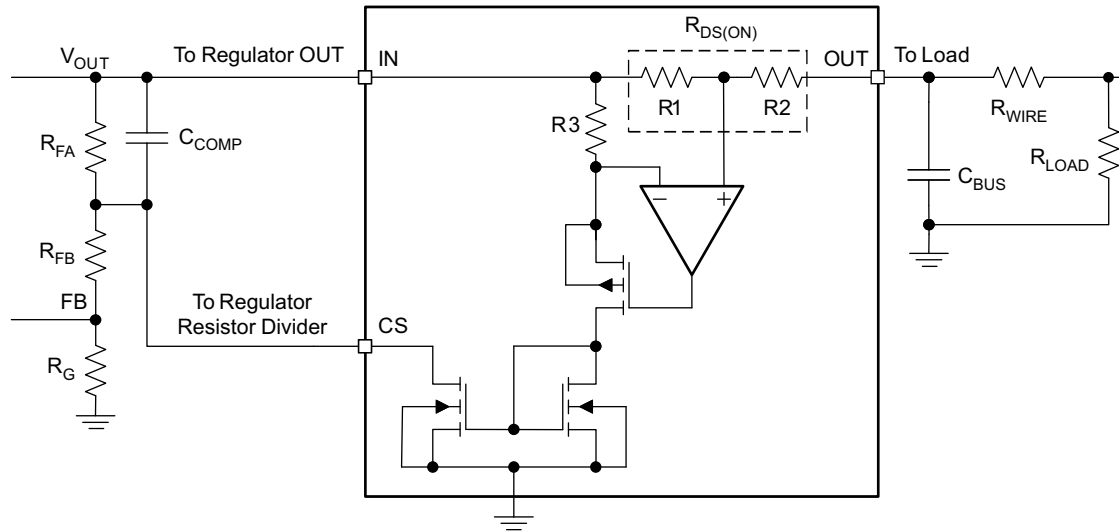 R_DS(ON)
V_OUT
To Regulator OUT
IN
OUT
To Load
R1
R2
R3
R_FA
C_COMP
R_WIRE
R_LOAD
C_BUS
−
+
R_FB
FB
To Regulator
Resistor Divider
CS
R_G